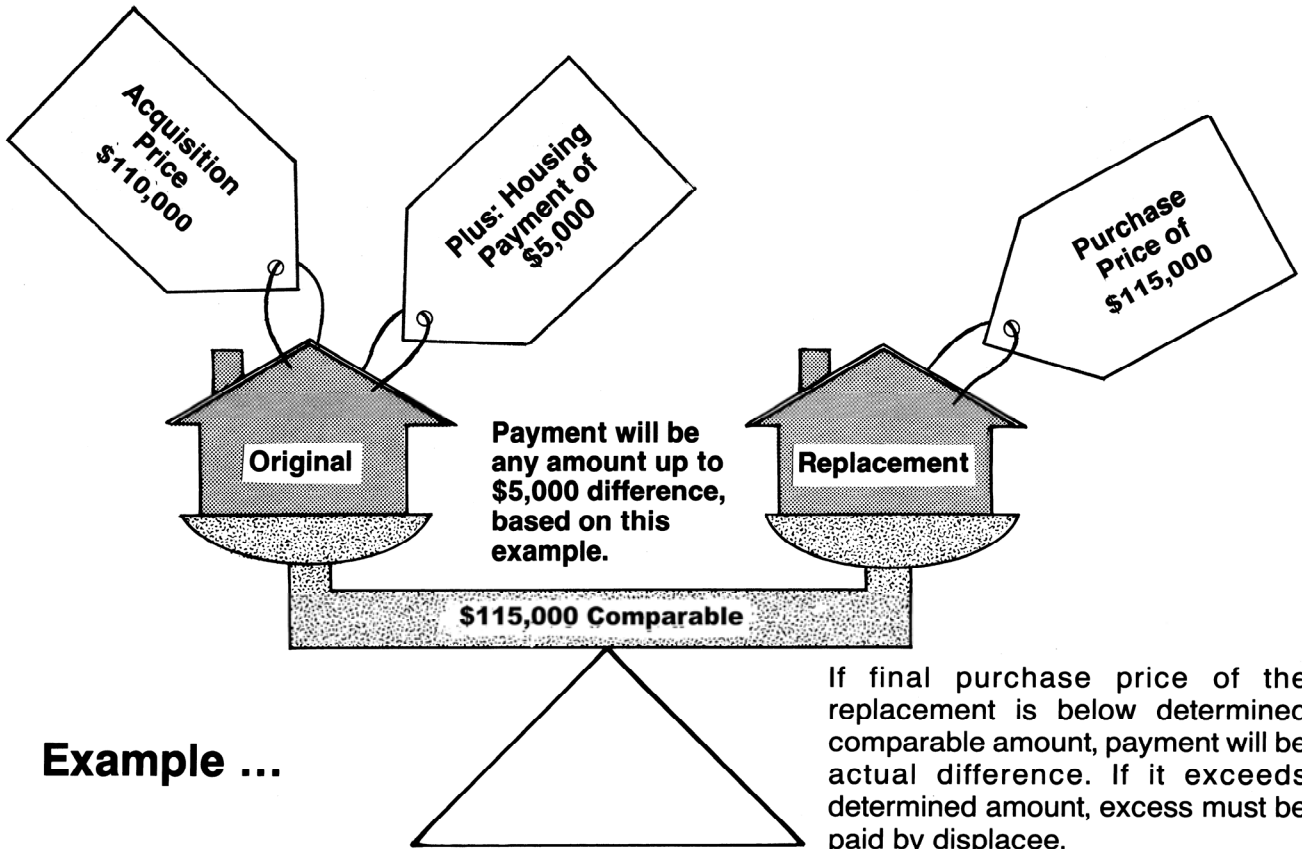 Acquisition
Price
$110,000
Plus: Housing
Payment of
$5,000
Purchase
Price of
$115,000
Original
Payment will be
any amount up to
$5,000 difference,
based on this
example.
Replacement
$115,000 Comparable
Example ...
If final purchase price of the
replacement is below determined
comparable amount, payment will be
actual difference. If it exceeds
determined amount, excess must be
paid by displacee.